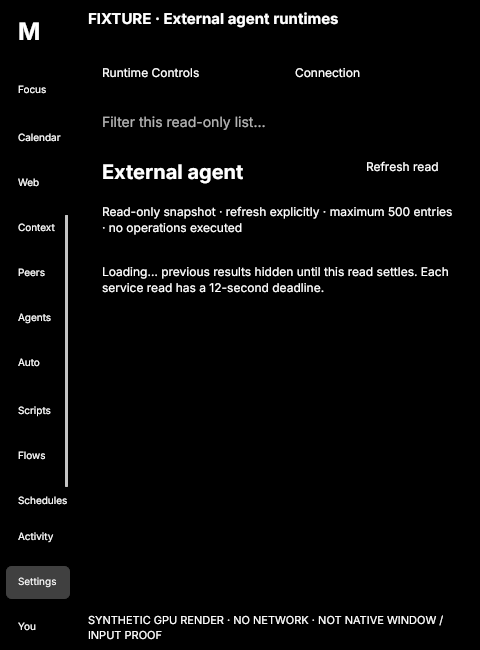 M
FIXTURE · External agent runtimes
Runtime Controls
Connection
Focus
Calendar
Web
Context
Peers
Agents
Auto
Scripts
Flows
Schedules
Activity
Settings
You
Filter this read-only list...
External agent
Refresh read
Read-only snapshot · refresh explicitly · maximum 500 entries
· no operations executed
Loading... previous results hidden until this read settles. Each
service read has a 12-second deadline.
SYNTHETIC GPU RENDER · NO NETWORK · NOT NATIVE WINDOW /
INPUT PROOF